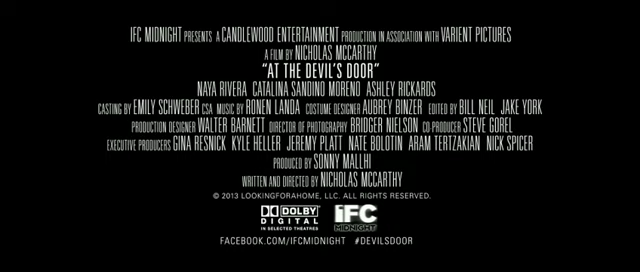 IFC MIDNIGHT PRESENTS A CANDLEWOOD ENTERTAINMENT PRODUCTION IN ASSOCIATION WITH VARIENT PICTURES
A FILM BY NICHOLAS MCCARTHY
"AT THE DEVIL'S DOOR"
NAYA RIVERA CATALINA SANDINO MORENO ASHLEY RICKARDS
CASTING BY EMILY SCHWEBER CSA MUSIC BY RONEN LANDA COSTUME DESIGNER AUBREY BINZER EDITED BY BILL NEIL JAKE YORK
PRODUCTION DESIGNER WALTER BARNETT DIRECTOR OF PHOTOGRAPHY BRIDGER NIELSON CO-PRODUCER STEVE GOREL
EXECUTIVE PRODUCERS GINA RESNICK KYLE HELLER JEREMY PLATT NATE BOLOTIN ARAM TERTZAKIAN NICK SPICER
PRODUCED BY SONNY MALLHI
WRITTEN AND DIRECTED BY NICHOLAS MCCARTHY
© 2013 LOOKINGFORAHOME, LLC. ALL RIGHTS RESERVED.
DOLBY
DIGITAL
IN SELECTED THEATRES
IFC
MIDNIGHT
FACEBOOK.COM/IFCMIDNIGHT #DEVILSDOOR